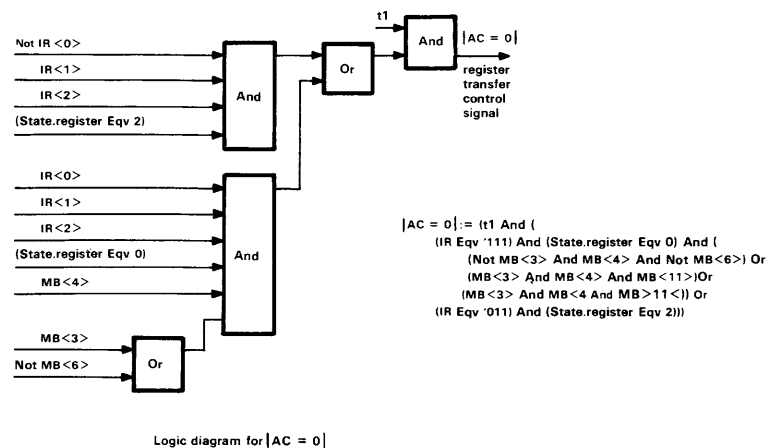 t1
And
|AC = 0|
register
transfer
control
signal
Not IR <0>
IR<1>
IR<2>
(State.register Eqv 2)
And
Or
IR<0>
IR<1>
IR<2>
(State.register Eqv 0)
MB<4>
And
MB<3>
Not MB<6>
Or
|AC = 0| := (t1 And (
(IR Eqv '111) And (State.register Eqv 0) And (
(Not MB<3> And MB<4> And Not MB<6>) Or
(MB<3> And MB<4> And MB<11>)Or
(MB<3> And MB<4 And MB>11<)) Or
(IR Eqv '011) And (State.register Eqv 2)))
Logic diagram for |AC = 0|